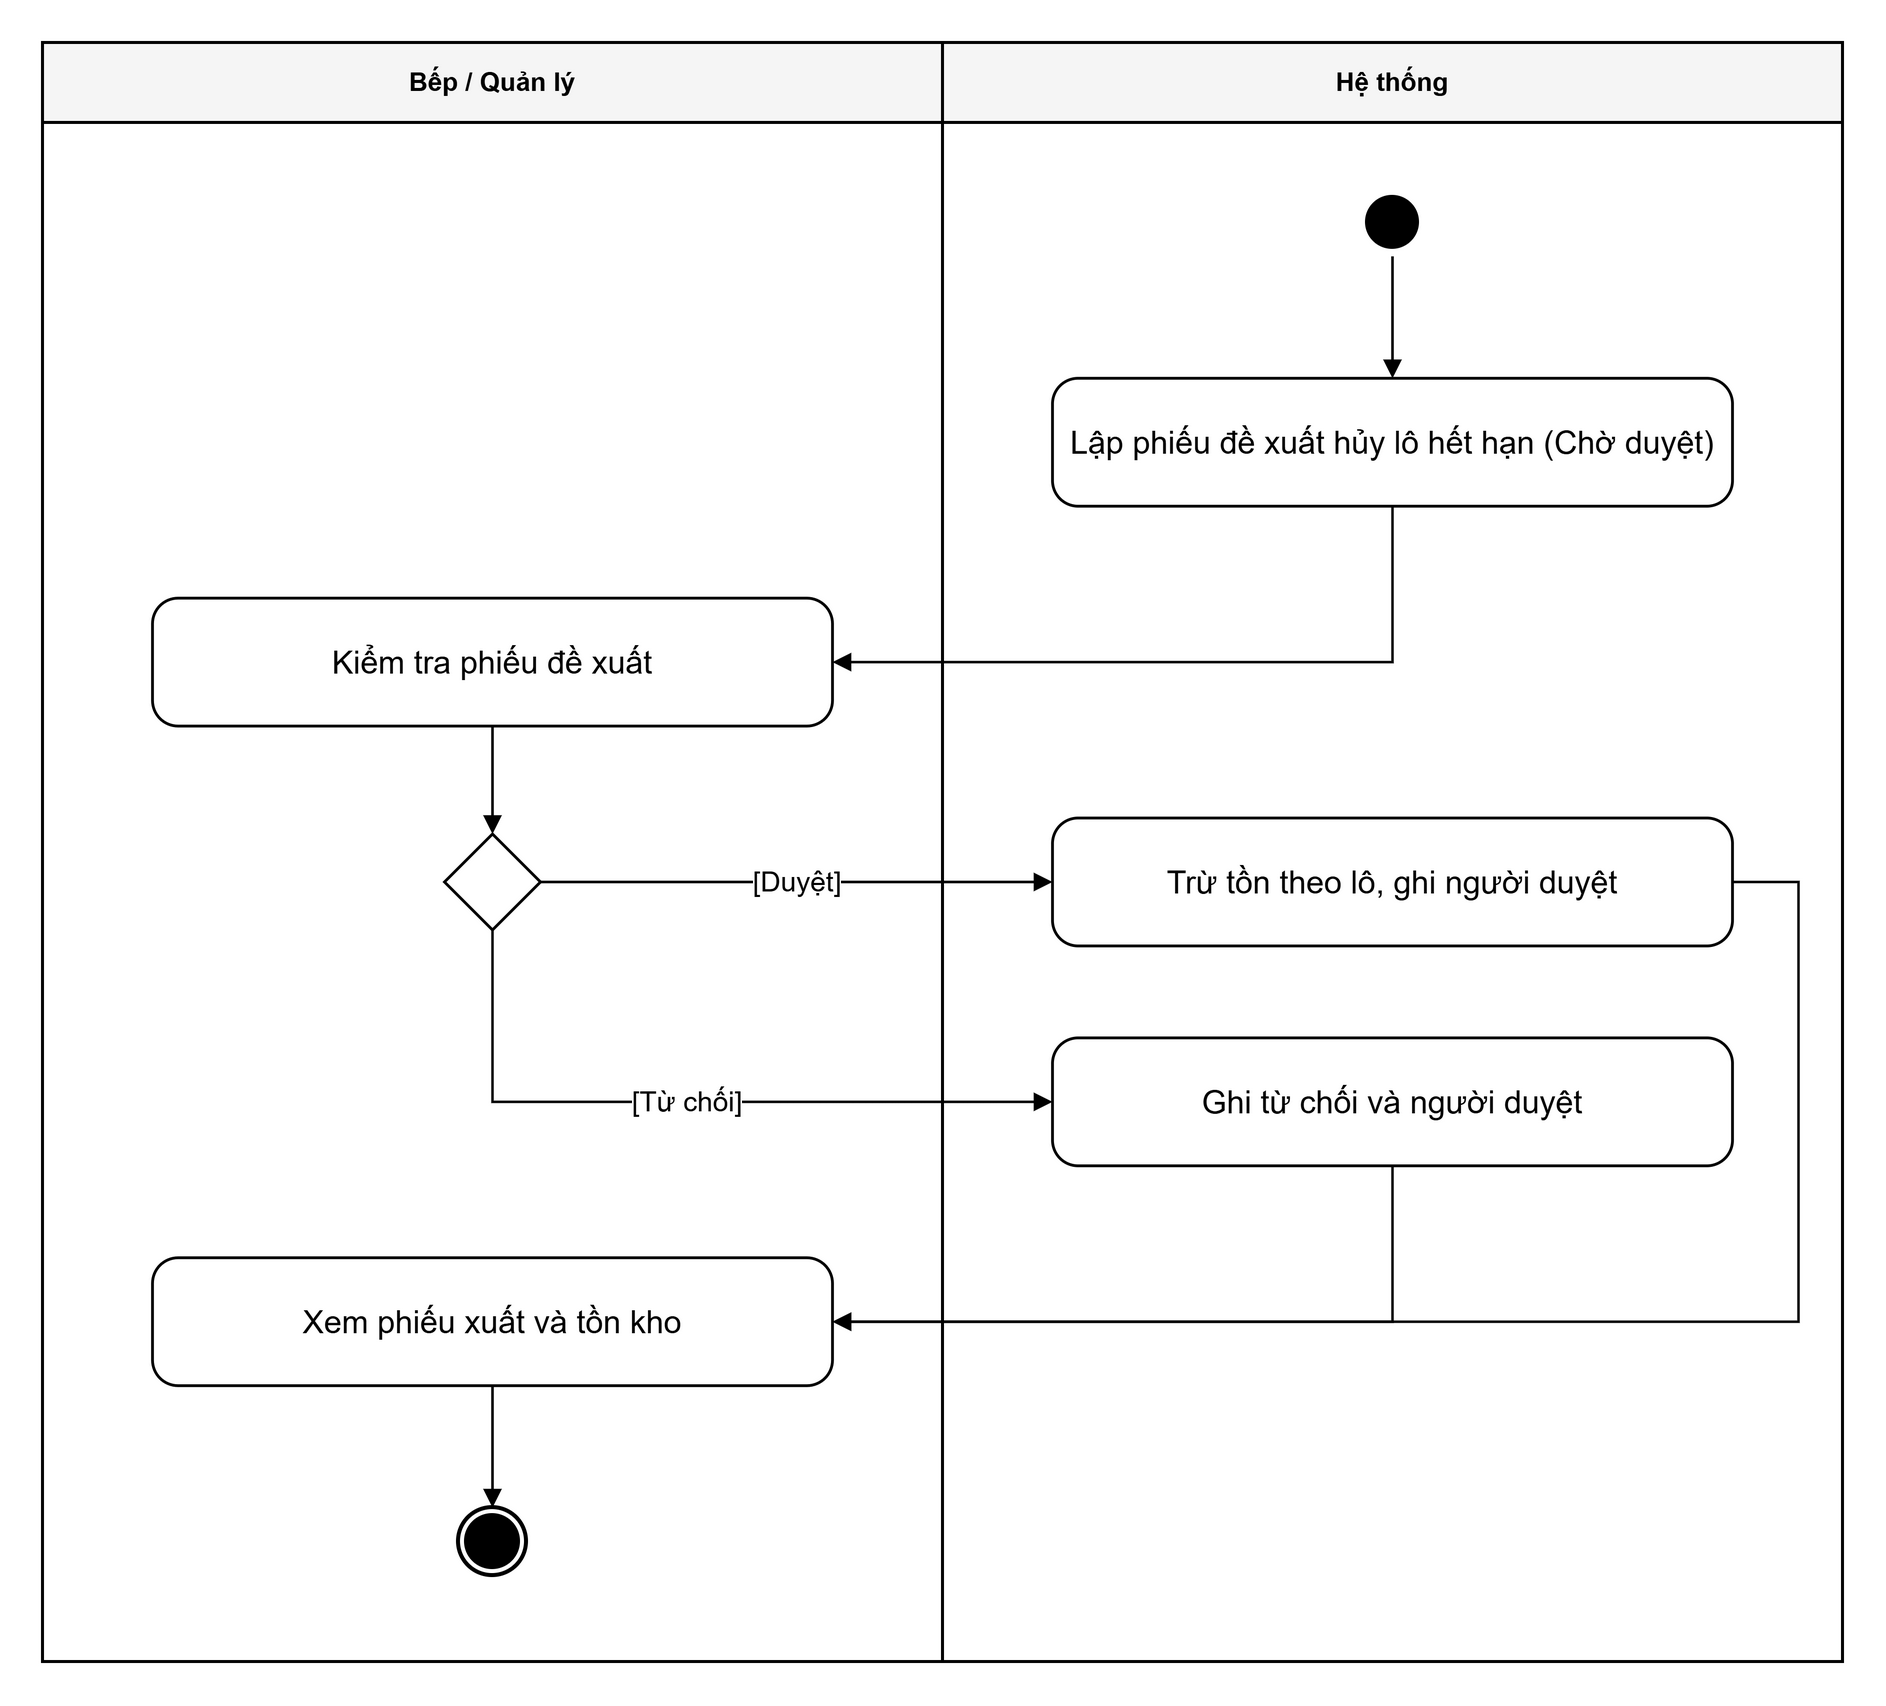 Bếp / Quản lý
Hệ thống
Lập phiếu đề xuất hủy lô hết hạn (Chờ duyệt)
Kiểm tra phiếu đề xuất
[Duyệt]
Trừ tồn theo lô, ghi người duyệt
[Từ chối]
Ghi từ chối và người duyệt
Xem phiếu xuất và tồn kho